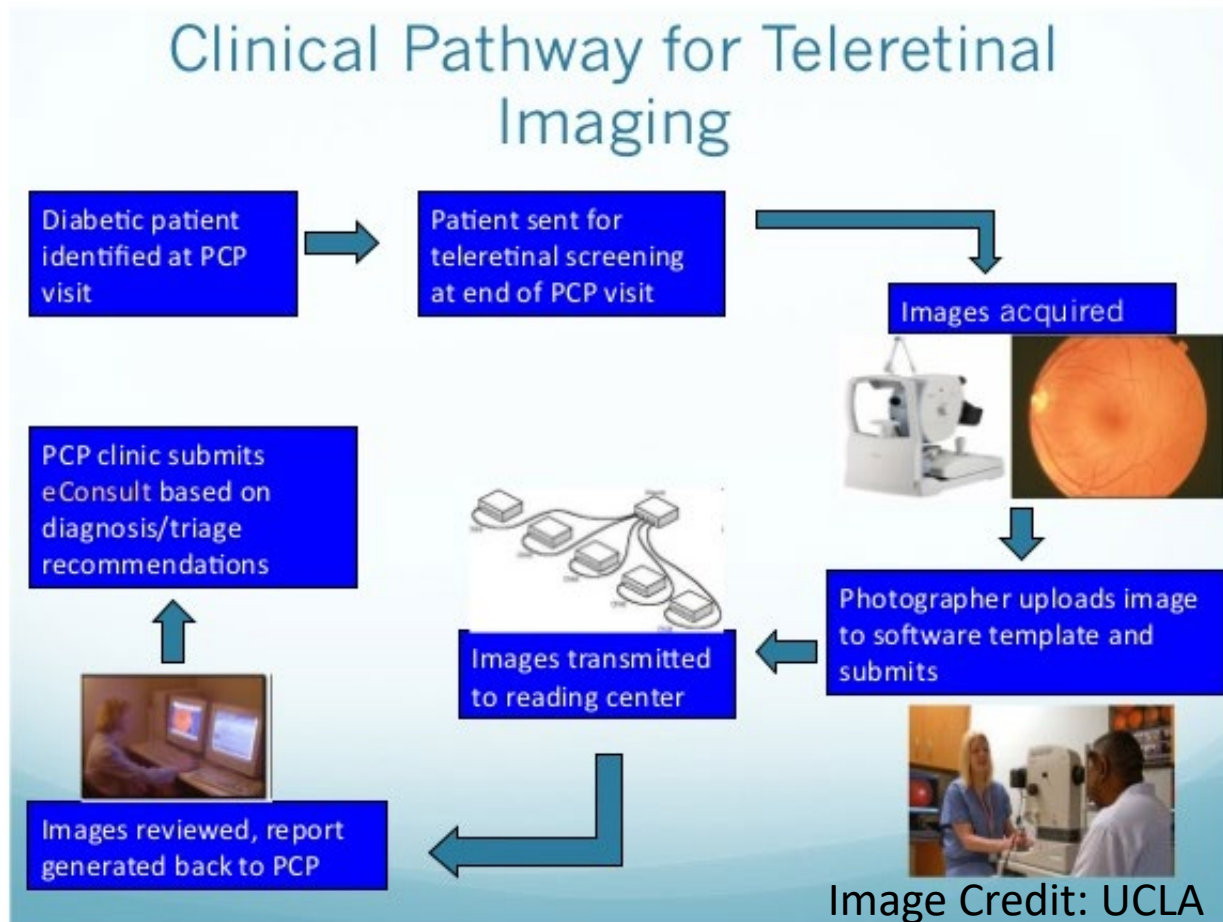 Clinical Pathway for Teleretinal
Imaging
Diabetic patient
identified at PCP
visit
Patient sent for
teleretinal screening
at end of PCP visit
Images acquired
Photographer uploads image
to software template and
submits
Images transmitted
to reading center
Images reviewed, report
generated back to PCP
PCP clinic submits
eConsult based on
diagnosis/triage
recommendations
Image Credit: UCLA